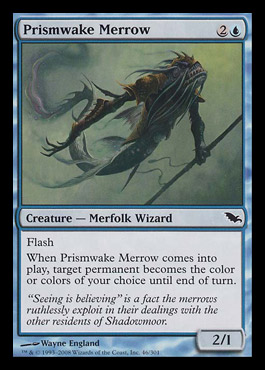 Prismwake Merrow 2
Creature — Merfolk Wizard
Flash
When Prismwake Merrow comes into
play, target permanent becomes the color
or colors of your choice until end of turn.
"Seeing is believing" is a fact the merrows
ruthlessly exploit in their dealings with the
other residents of Shadowmoor.
Wayne England
™ & © 1993–2008 Wizards of the Coast, Inc. 46/301
2/1